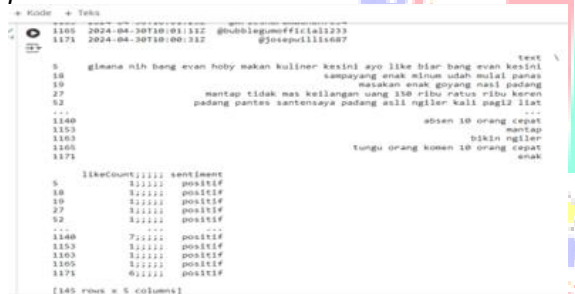 + Kode + Teks
1165 2024-04-30T10:01:11Z @bubblegumofficial1233
1171 2024-04-30T10:00:31Z @josepwillis687
text \
5 gimana nih bang evan hoby makan kuliner kesini ayo like biar bang evan kesini
18 sampayang enak minum udah mulai panas
19 masakan enak goyang nasi padang
27 mantap tidak mas keilangan uang 150 ribu ratus ribu keren
52 padang pantes santensaya padang asli ngiler kali pagi2 liat
... ...
1140 absen 10 orang cepat
1153 mantap
1163 bikin ngiler
1165 tungu orang komen 10 orang cepat
1171 enak
likeCount;;;;; sentiment
5 1;;;;; positif
18 1;;;;; positif
19 1;;;;; positif
27 1;;;;; positif
52 1;;;;; positif
... ... ...
1140 7;;;;; positif
1153 1;;;;; positif
1163 1;;;;; positif
1165 1;;;;; positif
1171 6;;;;; positif
[145 rows x 5 columns]